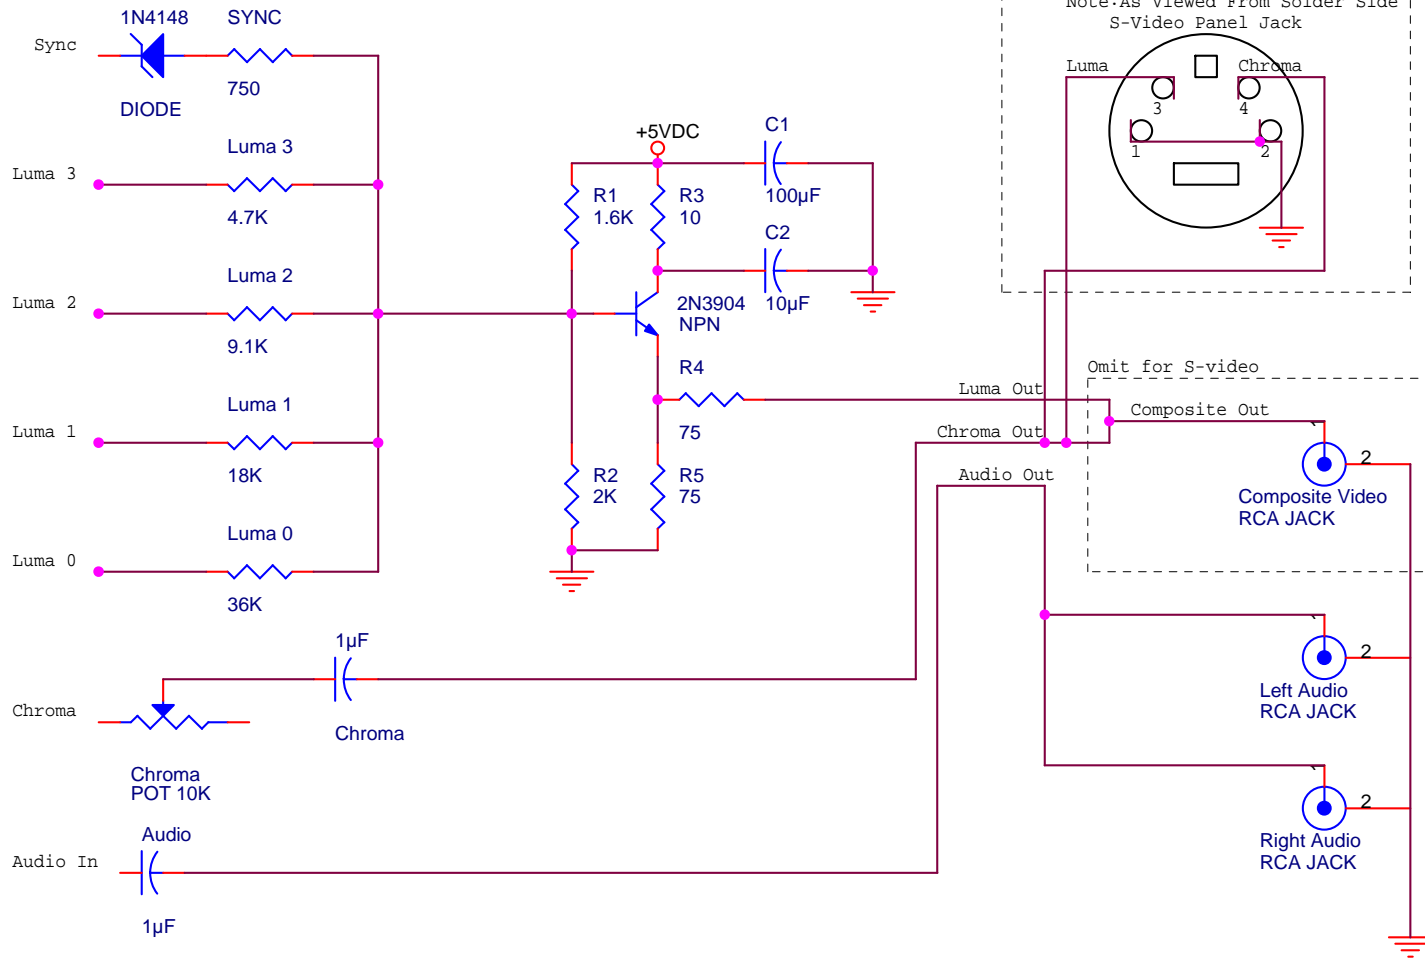 1N4148
SYNC
Sync
750
DIODE
Luma 3
Luma 3
4.7K
Luma 2
Luma 2
9.1K
Luma 1
Luma 1
18K
Luma 0
Luma 0
36K
+5VDC
C1
100µF
R1
1.6K
R3
10
C2
10µF
2N3904
NPN
R4
75
R2
2K
R5
75
Note:As Viewed From Solder Side
S-Video Panel Jack
Luma
Chroma
3
4
1
2
Omit for S-video
Luma Out
Composite Out
Chroma Out
Audio Out
2
Composite Video
RCA JACK
2
Left Audio
RCA JACK
2
Right Audio
RCA JACK
1µF
Chroma
Chroma
Chroma
POT 10K
Audio
Audio In
1µF